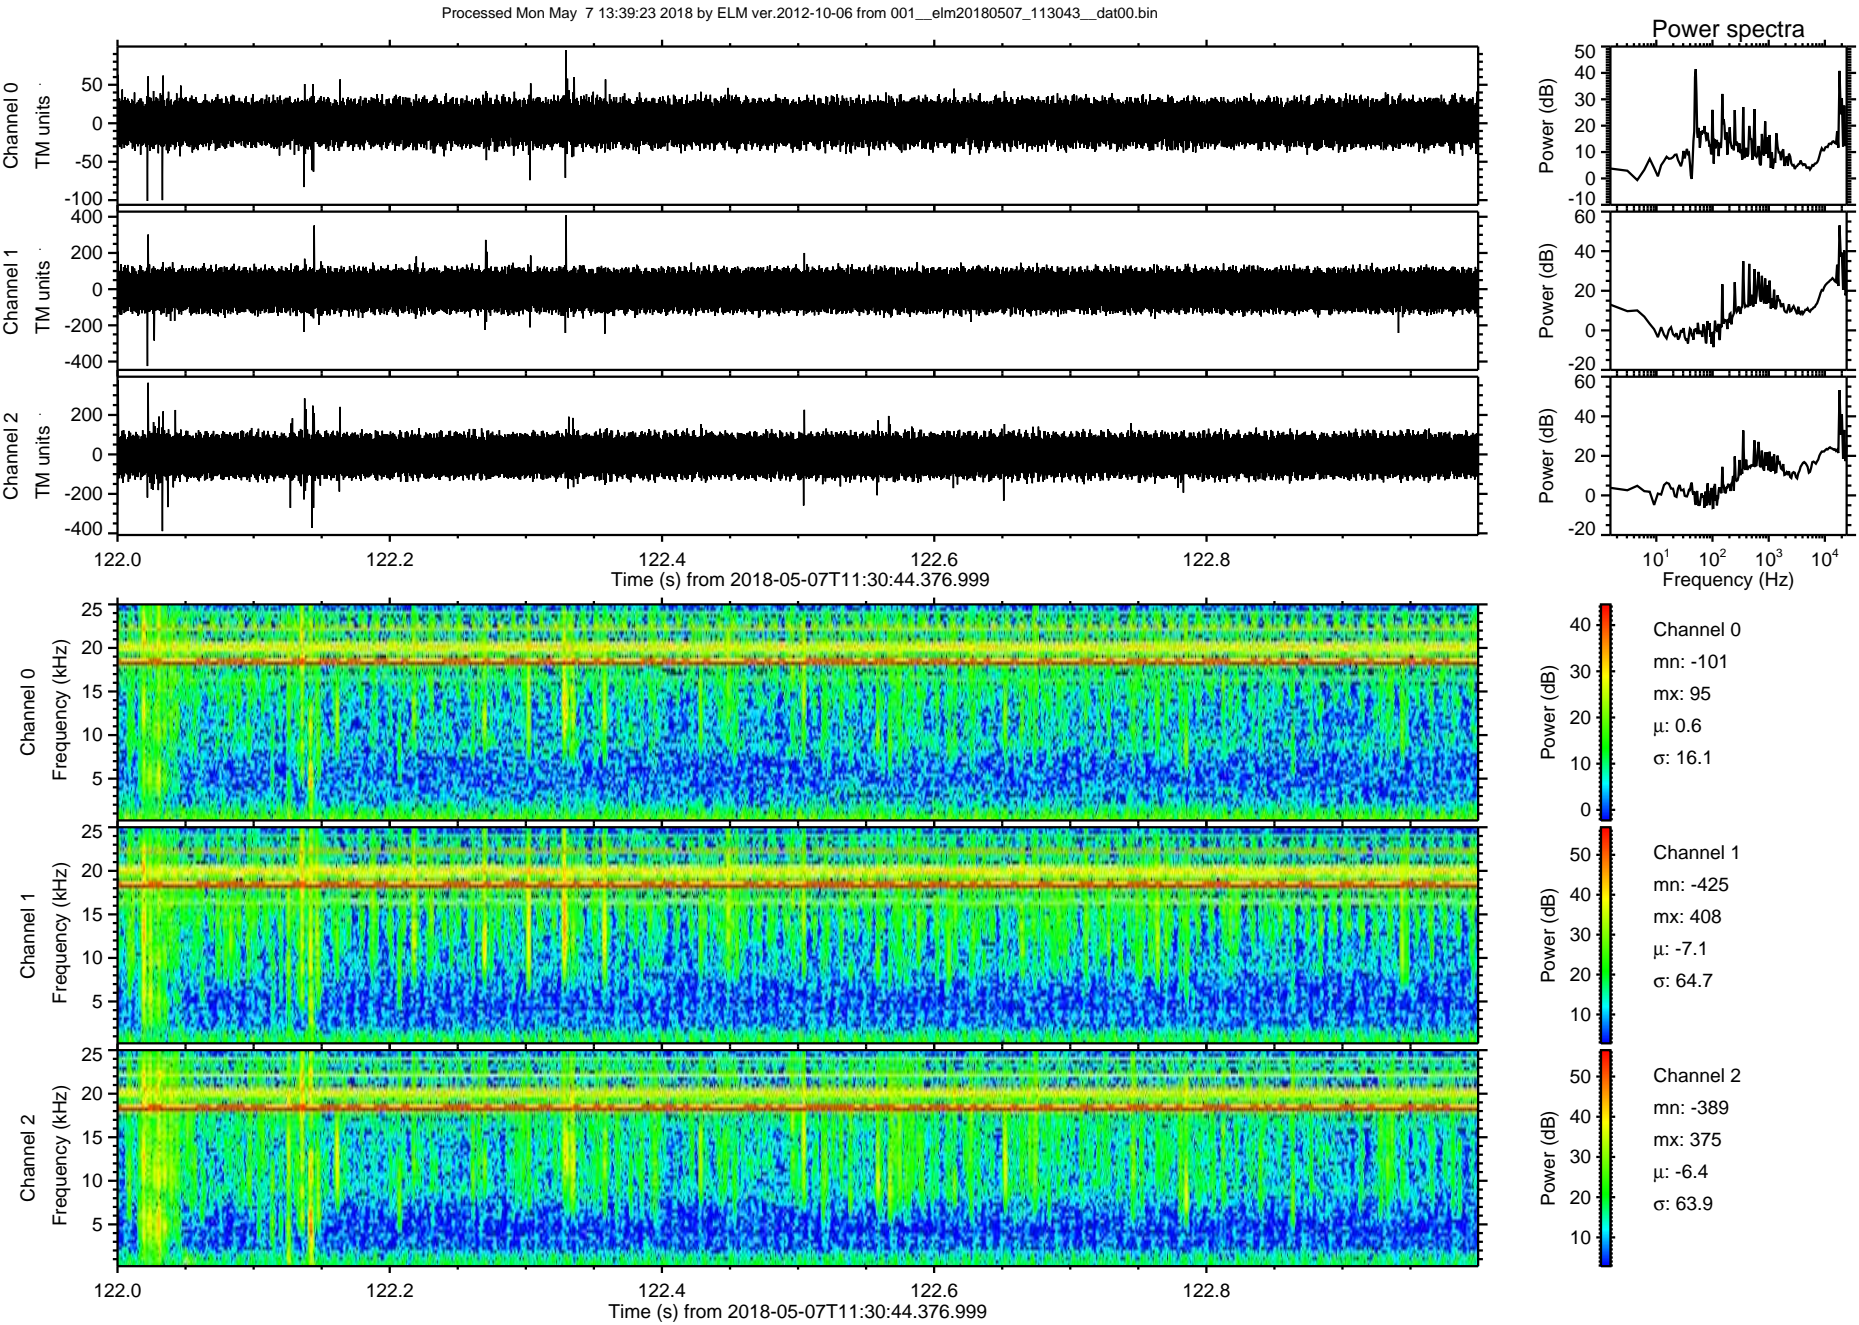 Processed Mon May  7 13:39:23 2018 by ELM ver.2012-10-06 from 001__elm20180507_113043__dat00.bin
Power spectra
Channel 0
TM units
50
0
-50
-100
Power (dB)
50
40
30
20
10
0
-10
Channel 1
TM units
400
200
0
-200
-400
Power (dB)
60
40
20
0
-20
Channel 2
TM units
200
0
-200
-400
Power (dB)
60
40
20
0
-20
122.0 122.2 122.4 122.6 122.8
Time (s) from 2018-05-07T11:30:44.376.999
10¹ 10² 10³ 10⁴
Frequency (Hz)
Channel 0
Frequency (kHz)
25
20
15
10
5
Power (dB)
40
30
20
10
0
Channel 0
mn: -101
mx: 95
μ: 0.6
σ: 16.1
Channel 1
Frequency (kHz)
25
20
15
10
5
Power (dB)
50
40
30
20
10
Channel 1
mn: -425
mx: 408
μ: -7.1
σ: 64.7
Channel 2
Frequency (kHz)
25
20
15
10
5
Power (dB)
50
40
30
20
10
Channel 2
mn: -389
mx: 375
μ: -6.4
σ: 63.9
122.0 122.2 122.4 122.6 122.8
Time (s) from 2018-05-07T11:30:44.376.999